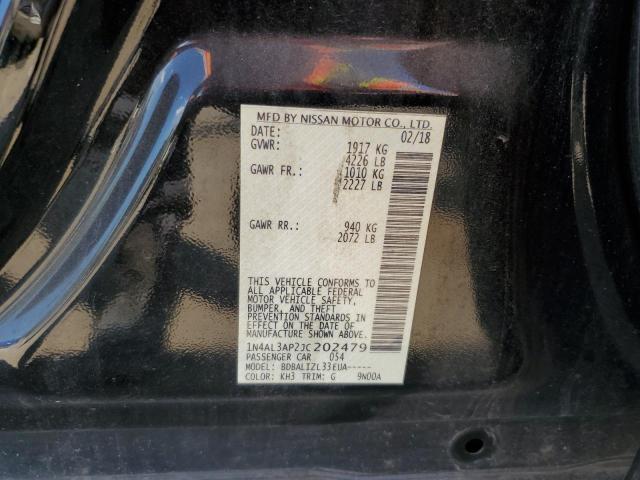 MFD BY NISSAN MOTOR CO., LTD.
DATE: 02/18
GVWR: 1917 KG
4226 LB
GAWR FR.: 1010 KG
2227 LB
GAWR RR.: 940 KG
2072 LB
THIS VEHICLE CONFORMS TO
ALL APPLICABLE FEDERAL
MOTOR VEHICLE SAFETY,
BUMPER, AND THEFT
PREVENTION STANDARDS IN
EFFECT ON THE DATE OF
MANUFACTURE SHOWN ABOVE.
1N4AL3AP2JC202479
PASSENGER CAR 054
MODEL: BDBALIZL33EUA-----
COLOR: KH3 TRIM: G 9N00A